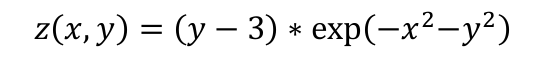 z(x, y) = (y − 3) ∗ exp(−x²−y²)